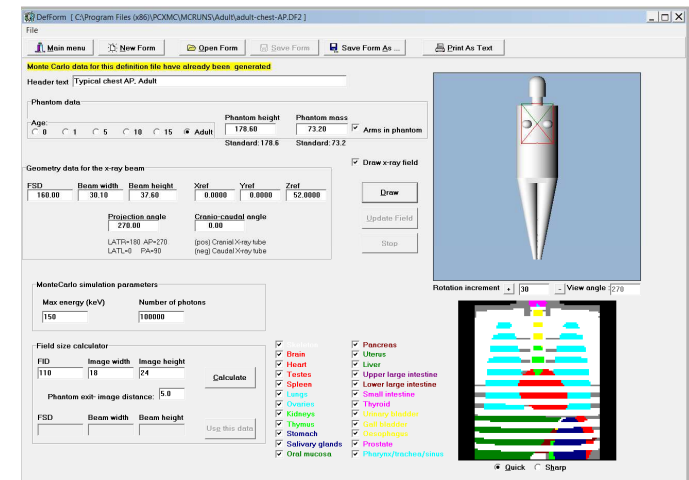 DefForm [ C:\Program Files (x86)\PCXMC\MCRUNS\Adult\adult-chest-AP.DF2 ]
File
Main menu New Form Open Form Save Form Save Form As ... Print As Text
Monte Carlo data for this definition file have already been generated
Header text Typical chest AP, Adult
Phantom data
Age:
0 1 5 10 15 Adult
Phantom height Phantom mass
178.60 73.20 Arms in phantom
Standard: 178.6 Standard: 73.2
Geometry data for the x-ray beam
Draw x-ray field
FSD Beam width Beam height Xref Yref Zref
160.00 30.10 37.60 0.0000 0.0000 52.0000
Draw
Projection angle Cranio-caudal angle
270.00 0.00
Update Field
LATR=180 AP=270 (pos) Cranial X-ray tube
LATL=0 PA=90 (neg) Caudal X-ray tube
Stop
Rotation increment + 30 - View angle :270
MonteCarlo simulation parameters
Max energy (keV) Number of photons
150 100000
Field size calculator
FID Image width Image height
110 18 24
Calculate
Phantom exit- image distance: 5.0
FSD Beam width Beam height
Use this data
Brain
Heart
Testes
Spleen
Lungs
Ovaries
Kidneys
Thymus
Stomach
Salivary glands
Oral mucosa
Pancreas
Uterus
Liver
Upper large intestine
Lower large intestine
Small intestine
Thyroid
Urinary bladder
Gall bladder
Oesophagus
Prostate
Pharynx/trachea/sinus
Quick Sharp